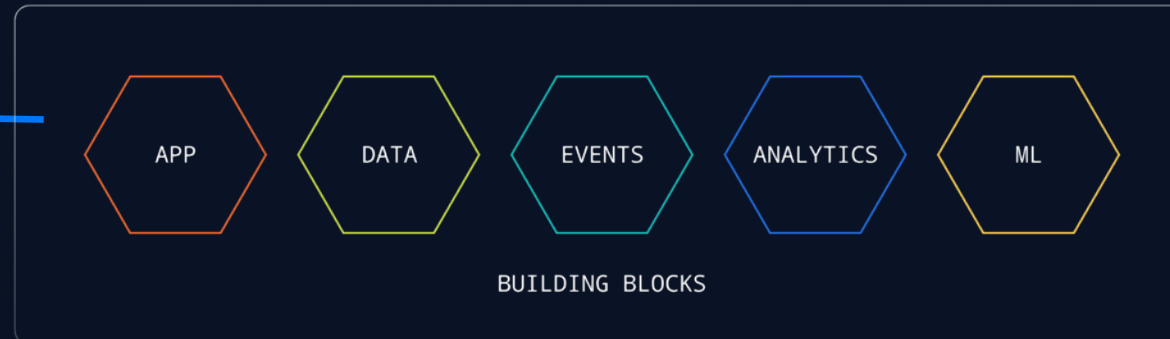 APP DATA EVENTS ANALYTICS ML
BUILDING BLOCKS